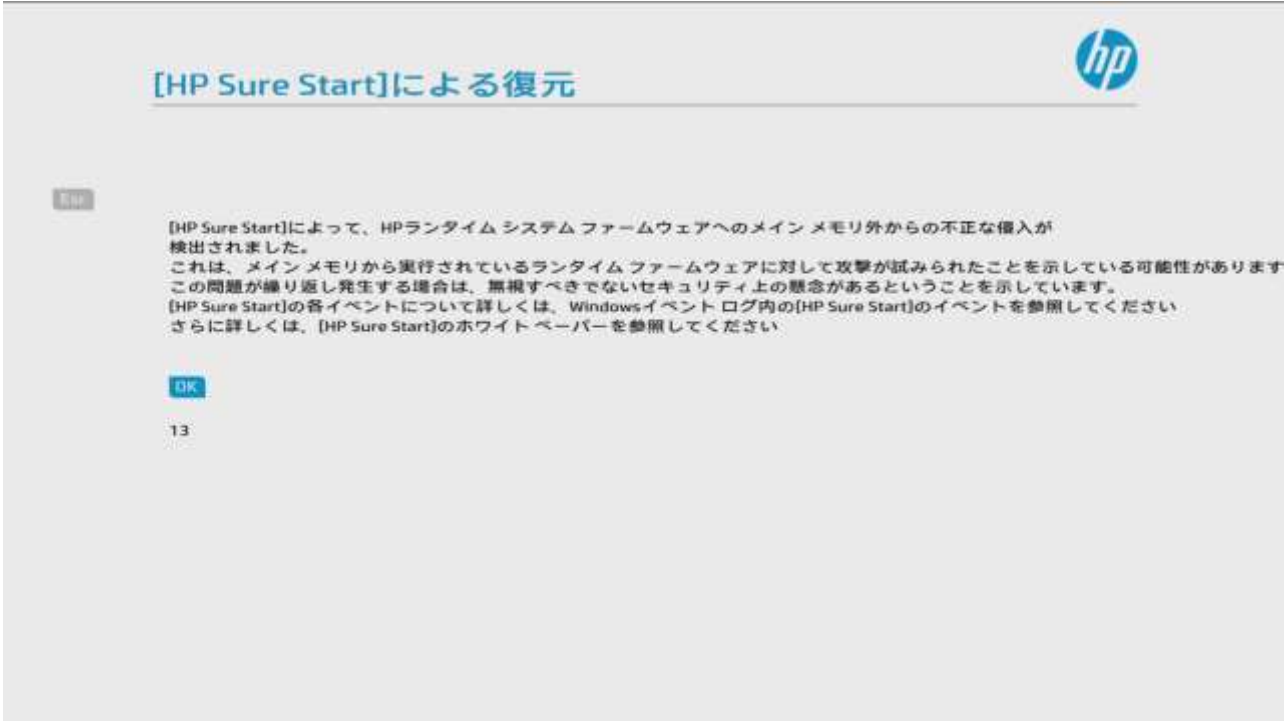 hp
[HP Sure Start]による復元
Esc
[HP Sure Start]によって、HPランタイム システム ファームウェアへのメイン メモリ外からの不正な侵入が
検出されました。
これは、メイン メモリから実行されているランタイム ファームウェアに対して攻撃が試みられたことを示している可能性があります
この問題が繰り返し発生する場合は、無視すべきでないセキュリティ上の懸念があるということを示しています。
[HP Sure Start]の各イベントについて詳しくは、Windowsイベント ログ内の[HP Sure Start]のイベントを参照してください
さらに詳しくは、[HP Sure Start]のホワイト ペーパーを参照してください
OK
13